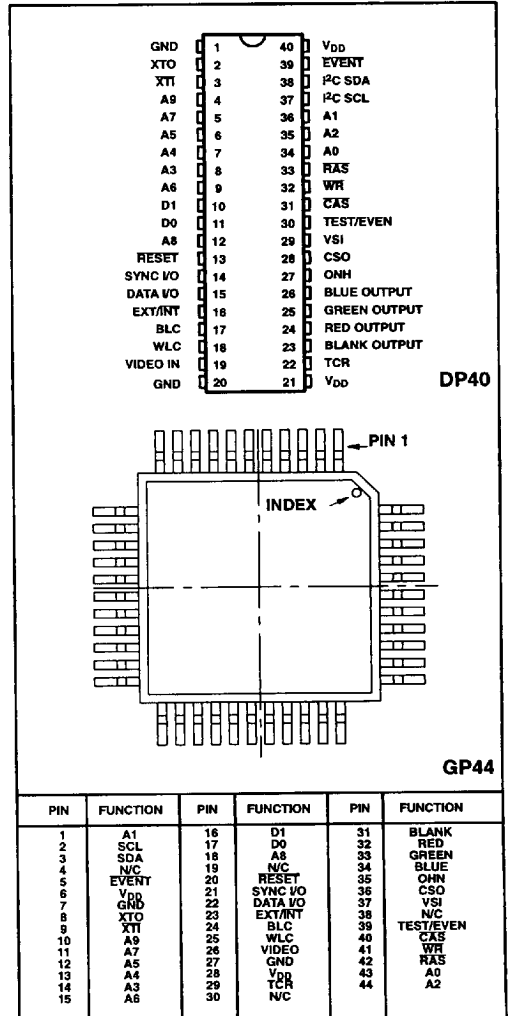 GND 1 40 VDD
XTO 2 39 EVENT
XTI 3 38 I²C SDA
A9 4 37 I²C SCL
A7 5 36 A1
A5 6 35 A2
A4 7 34 A0
A3 8 33 RAS
A6 9 32 WR
D1 10 31 CAS
D0 11 30 TEST/EVEN
A8 12 29 VSI
RESET 13 28 CSO
SYNC I/O 14 27 ONH
DATA I/O 15 26 BLUE OUTPUT
EXT/INT 16 25 GREEN OUTPUT
BLC 17 24 RED OUTPUT
WLC 18 23 BLANK OUTPUT
VIDEO IN 19 22 TCR
GND 20 21 VDD
DP40
PIN 1
INDEX
GP44
PIN FUNCTION PIN FUNCTION PIN FUNCTION
1 A1 16 D1 31 BLANK
2 SCL 17 D0 32 RED
3 SDA 18 A8 33 GREEN
4 N/C 19 N/C 34 BLUE
5 EVENT 20 RESET 35 OHN
6 VDD 21 SYNC I/O 36 CSO
7 GND 22 DATA I/O 37 VSI
8 XTO 23 EXT/INT 38 N/C
9 XTI 24 BLC 39 TEST/EVEN
10 A9 25 WLC 40 CAS
11 A7 26 VIDEO 41 WR
12 A5 27 GND 42 RAS
13 A4 28 VDD 43 A0
14 A3 29 TCR 44 A2
15 A6 30 N/C